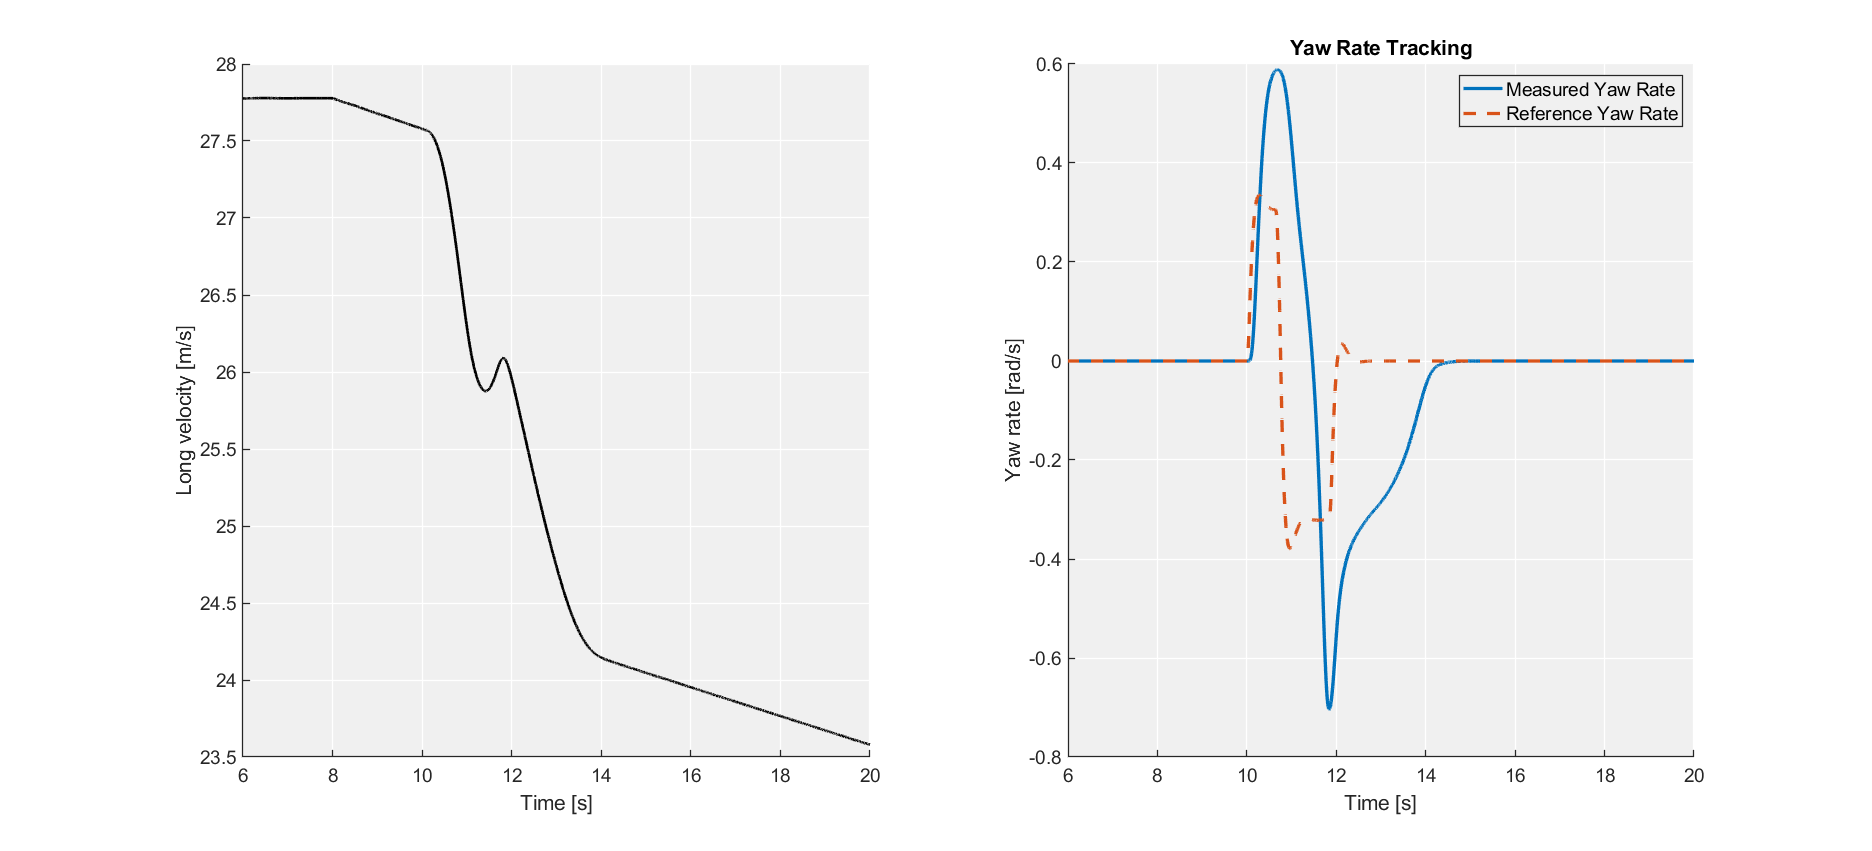 28
27.5
27
26.5
26
25.5
25
24.5
24
23.5
Long velocity [m/s]
6 8 10 12 14 16 18 20
Time [s]
Yaw Rate Tracking
Measured Yaw Rate
Reference Yaw Rate
0.6
0.4
0.2
0
-0.2
-0.4
-0.6
-0.8
Yaw rate [rad/s]
6 8 10 12 14 16 18 20
Time [s]